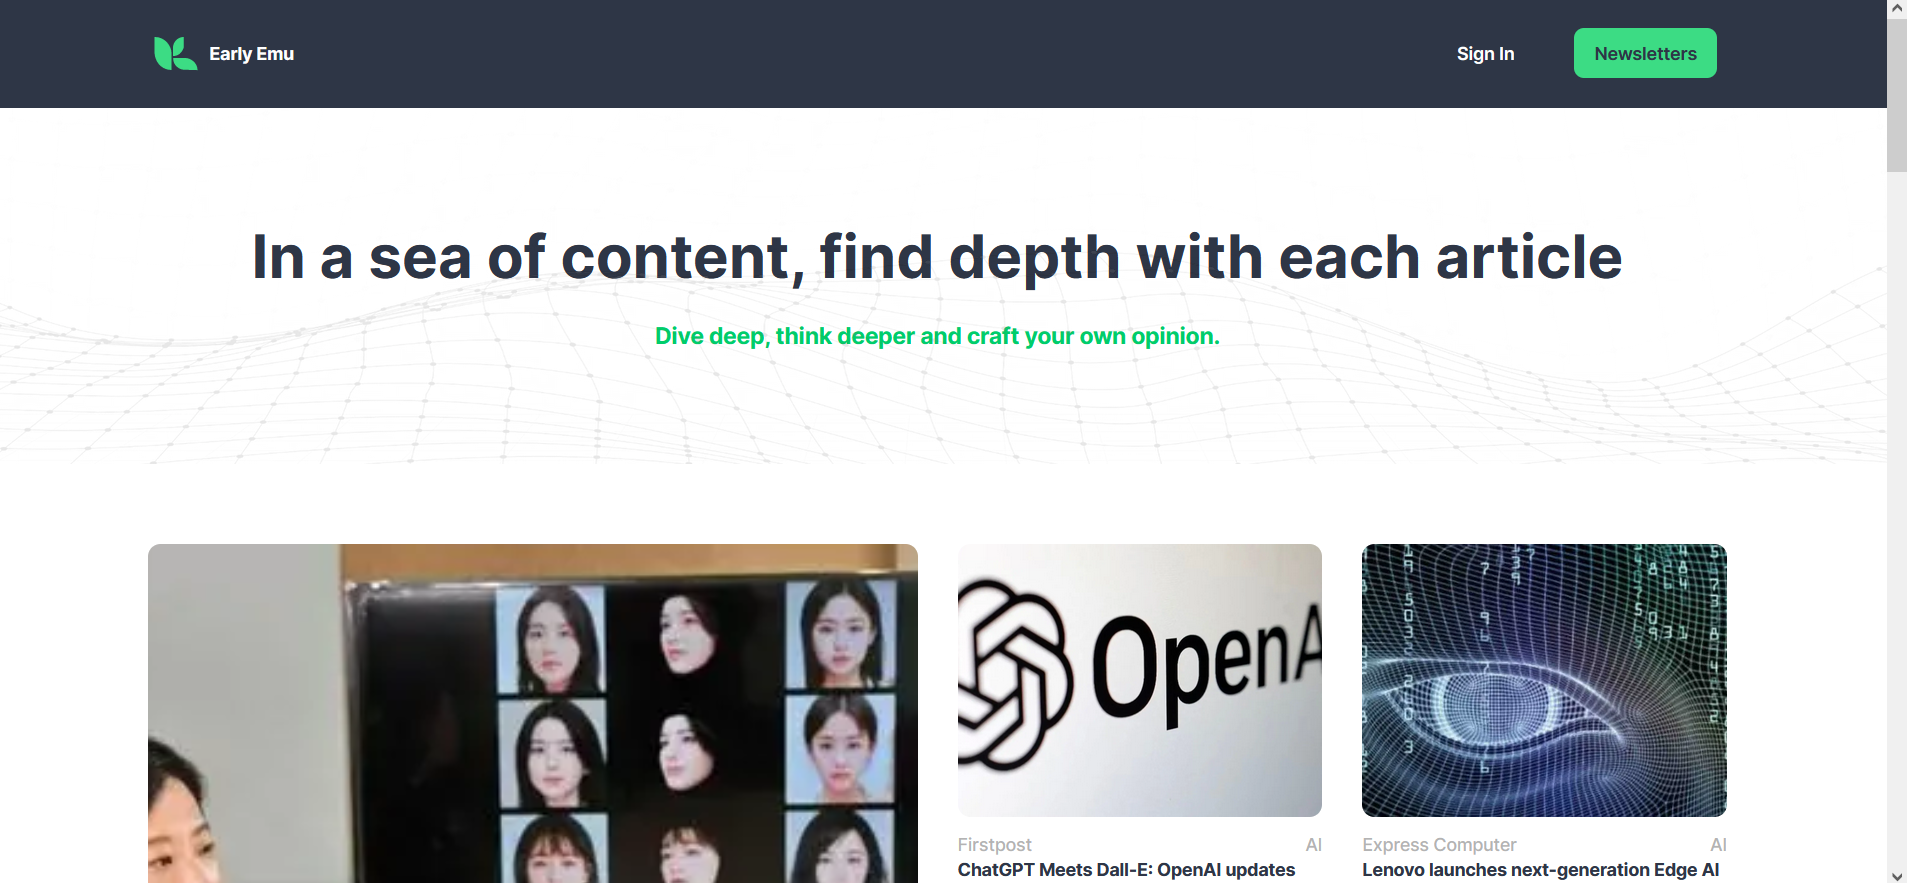 Early Emu
Sign In
Newsletters
In a sea of content, find depth with each article
Dive deep, think deeper and craft your own opinion.
OpenA
Firstpost
AI
ChatGPT Meets Dall-E: OpenAI updates
Express Computer
AI
Lenovo launches next-generation Edge AI